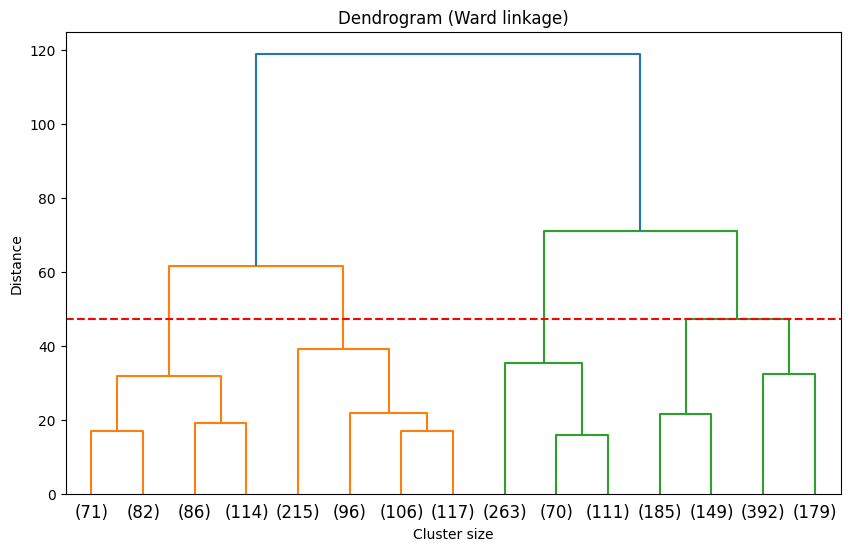 Dendrogram (Ward linkage)
120
100
80
60
40
20
0
Distance
(71) (82) (86) (114) (215) (96) (106) (117) (263) (70) (111) (185) (149) (392) (179)
Cluster size